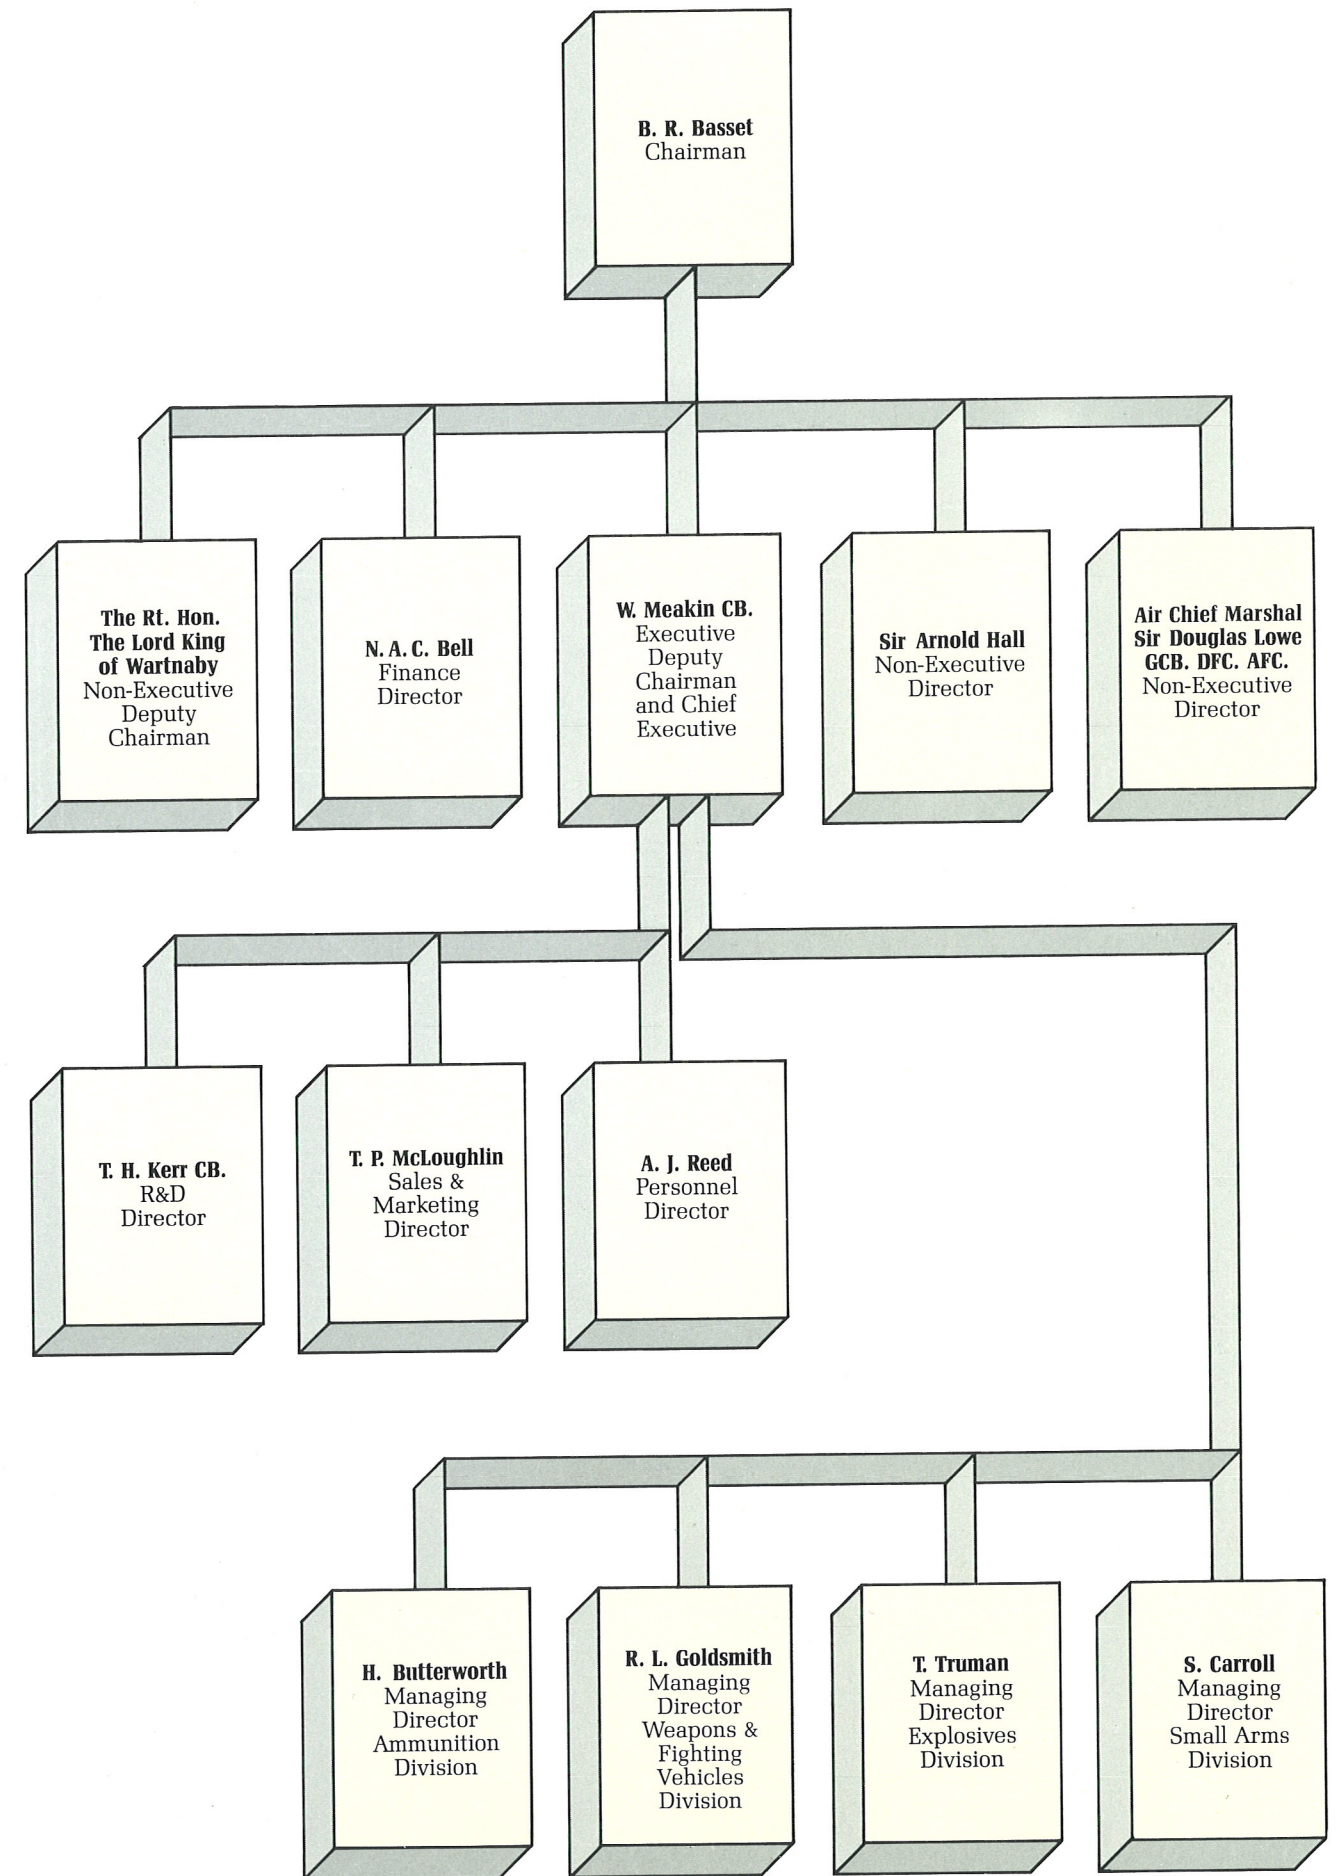 B. R. Basset
Chairman
The Rt. Hon.
The Lord King
of Wartnaby
Non-Executive
Deputy
Chairman
N. A. C. Bell
Finance
Director
W. Meakin CB.
Executive
Deputy
Chairman
and Chief
Executive
Sir Arnold Hall
Non-Executive
Director
Air Chief Marshal
Sir Douglas Lowe
GCB. DFC. AFC.
Non-Executive
Director
T. H. Kerr CB.
R&D
Director
T. P. McLoughlin
Sales &
Marketing
Director
A. J. Reed
Personnel
Director
H. Butterworth
Managing
Director
Ammunition
Division
R. L. Goldsmith
Managing
Director
Weapons &
Fighting
Vehicles
Division
T. Truman
Managing
Director
Explosives
Division
S. Carroll
Managing
Director
Small Arms
Division